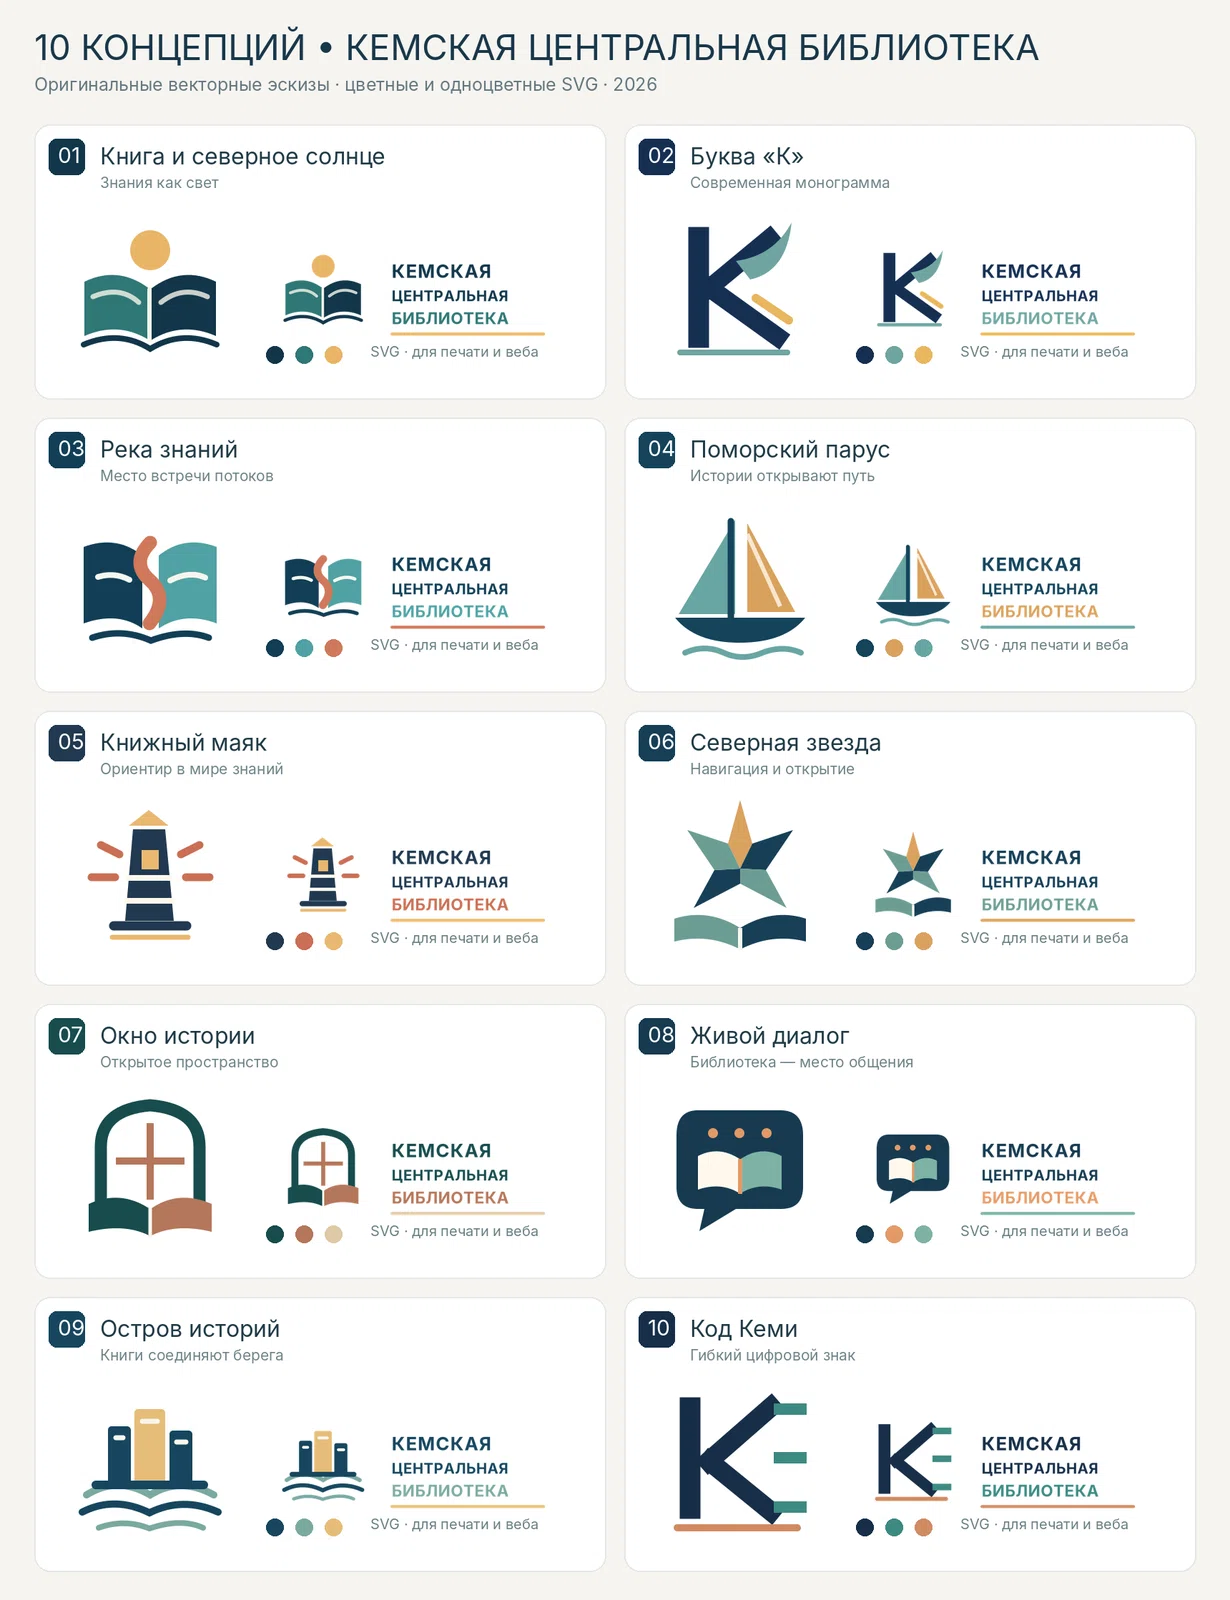 10 КОНЦЕПЦИЙ • КЕМСКАЯ ЦЕНТРАЛЬНАЯ БИБЛИОТЕКА
Оригинальные векторные эскизы · цветные и одноцветные SVG · 2026
01 Книга и северное солнце
Знания как свет
КЕМСКАЯ
ЦЕНТРАЛЬНАЯ
БИБЛИОТЕКА
SVG · для печати и веба
02 Буква «К»
Современная монограмма
КЕМСКАЯ
ЦЕНТРАЛЬНАЯ
БИБЛИОТЕКА
SVG · для печати и веба
03 Река знаний
Место встречи потоков
КЕМСКАЯ
ЦЕНТРАЛЬНАЯ
БИБЛИОТЕКА
SVG · для печати и веба
04 Поморский парус
Истории открывают путь
КЕМСКАЯ
ЦЕНТРАЛЬНАЯ
БИБЛИОТЕКА
SVG · для печати и веба
05 Книжный маяк
Ориентир в мире знаний
КЕМСКАЯ
ЦЕНТРАЛЬНАЯ
БИБЛИОТЕКА
SVG · для печати и веба
06 Северная звезда
Навигация и открытие
КЕМСКАЯ
ЦЕНТРАЛЬНАЯ
БИБЛИОТЕКА
SVG · для печати и веба
07 Окно истории
Открытое пространство
КЕМСКАЯ
ЦЕНТРАЛЬНАЯ
БИБЛИОТЕКА
SVG · для печати и веба
08 Живой диалог
Библиотека — место общения
КЕМСКАЯ
ЦЕНТРАЛЬНАЯ
БИБЛИОТЕКА
SVG · для печати и веба
09 Остров историй
Книги соединяют берега
КЕМСКАЯ
ЦЕНТРАЛЬНАЯ
БИБЛИОТЕКА
SVG · для печати и веба
10 Код Кеми
Гибкий цифровой знак
КЕМСКАЯ
ЦЕНТРАЛЬНАЯ
БИБЛИОТЕКА
SVG · для печати и веба